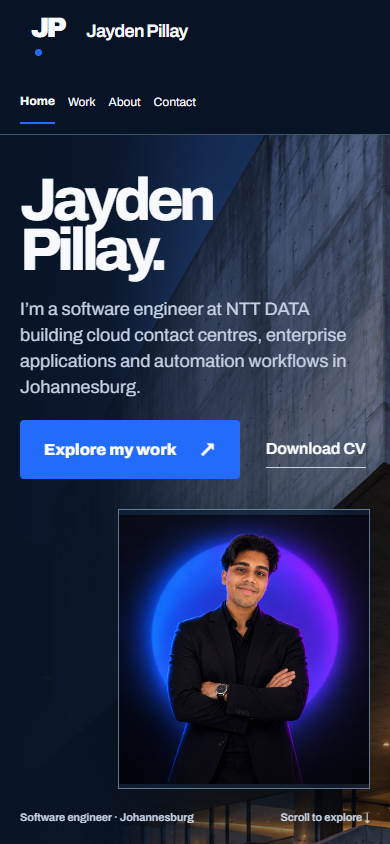 JP Jayden Pillay
Home Work About Contact
Jayden
Pillay.
I’m a software engineer at NTT DATA
building cloud contact centres, enterprise
applications and automation workflows in
Johannesburg.
Explore my work ↗ Download CV
Software engineer · Johannesburg Scroll to explore ↓